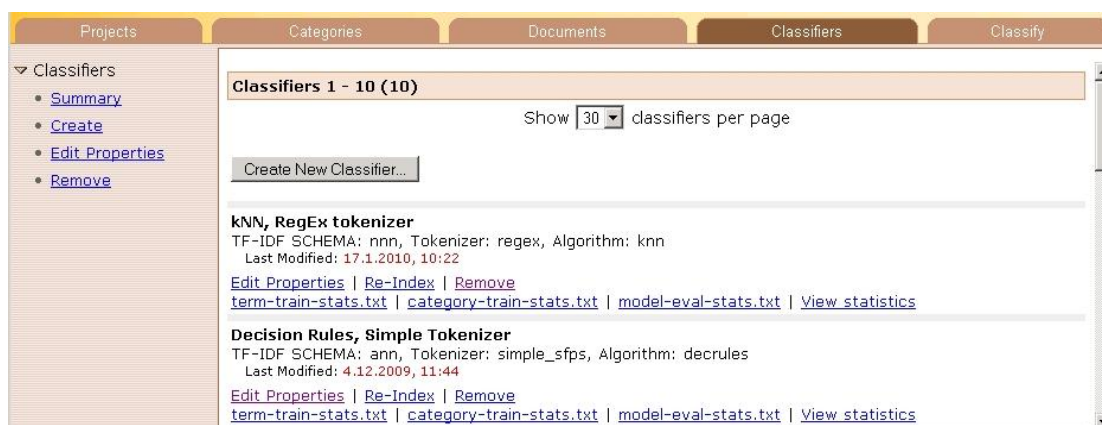 Projects Categories Documents Classifiers Classify
Classifiers
Summary
Create
Edit Properties
Remove
Classifiers 1 - 10 (10)
Show 30 classifiers per page
Create New Classifier...
kNN, RegEx tokenizer
TF-IDF SCHEMA: nnn, Tokenizer: regex, Algorithm: knn
Last Modified: 17.1.2010, 10:22
Edit Properties | Re-Index | Remove
term-train-stats.txt | category-train-stats.txt | model-eval-stats.txt | View statistics
Decision Rules, Simple Tokenizer
TF-IDF SCHEMA: ann, Tokenizer: simple_sfps, Algorithm: decrules
Last Modified: 4.12.2009, 11:44
Edit Properties | Re-Index | Remove
term-train-stats.txt | category-train-stats.txt | model-eval-stats.txt | View statistics